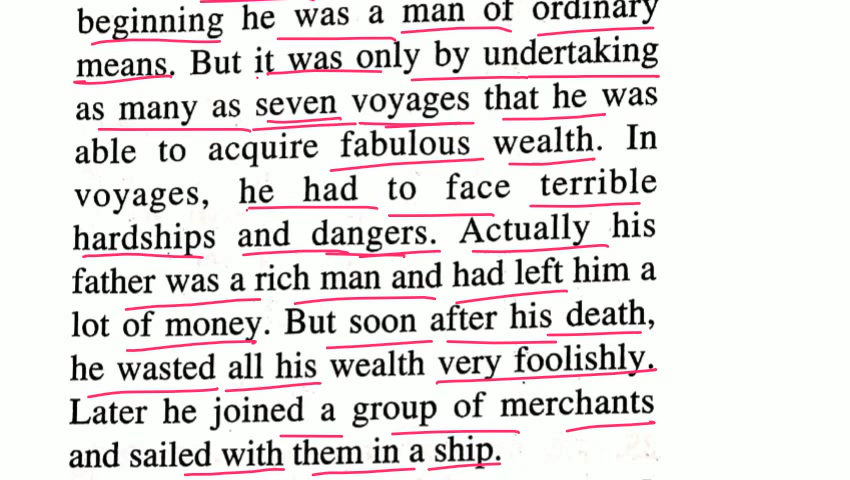 beginning he was a man of ordinary
means. But it was only by undertaking
as many as seven voyages that he was
able to acquire fabulous wealth. In
voyages, he had to face terrible
hardships and dangers. Actually his
father was a rich man and had left him a
lot of money. But soon after his death,
he wasted all his wealth very foolishly.
Later he joined a group of merchants
and sailed with them in a ship.